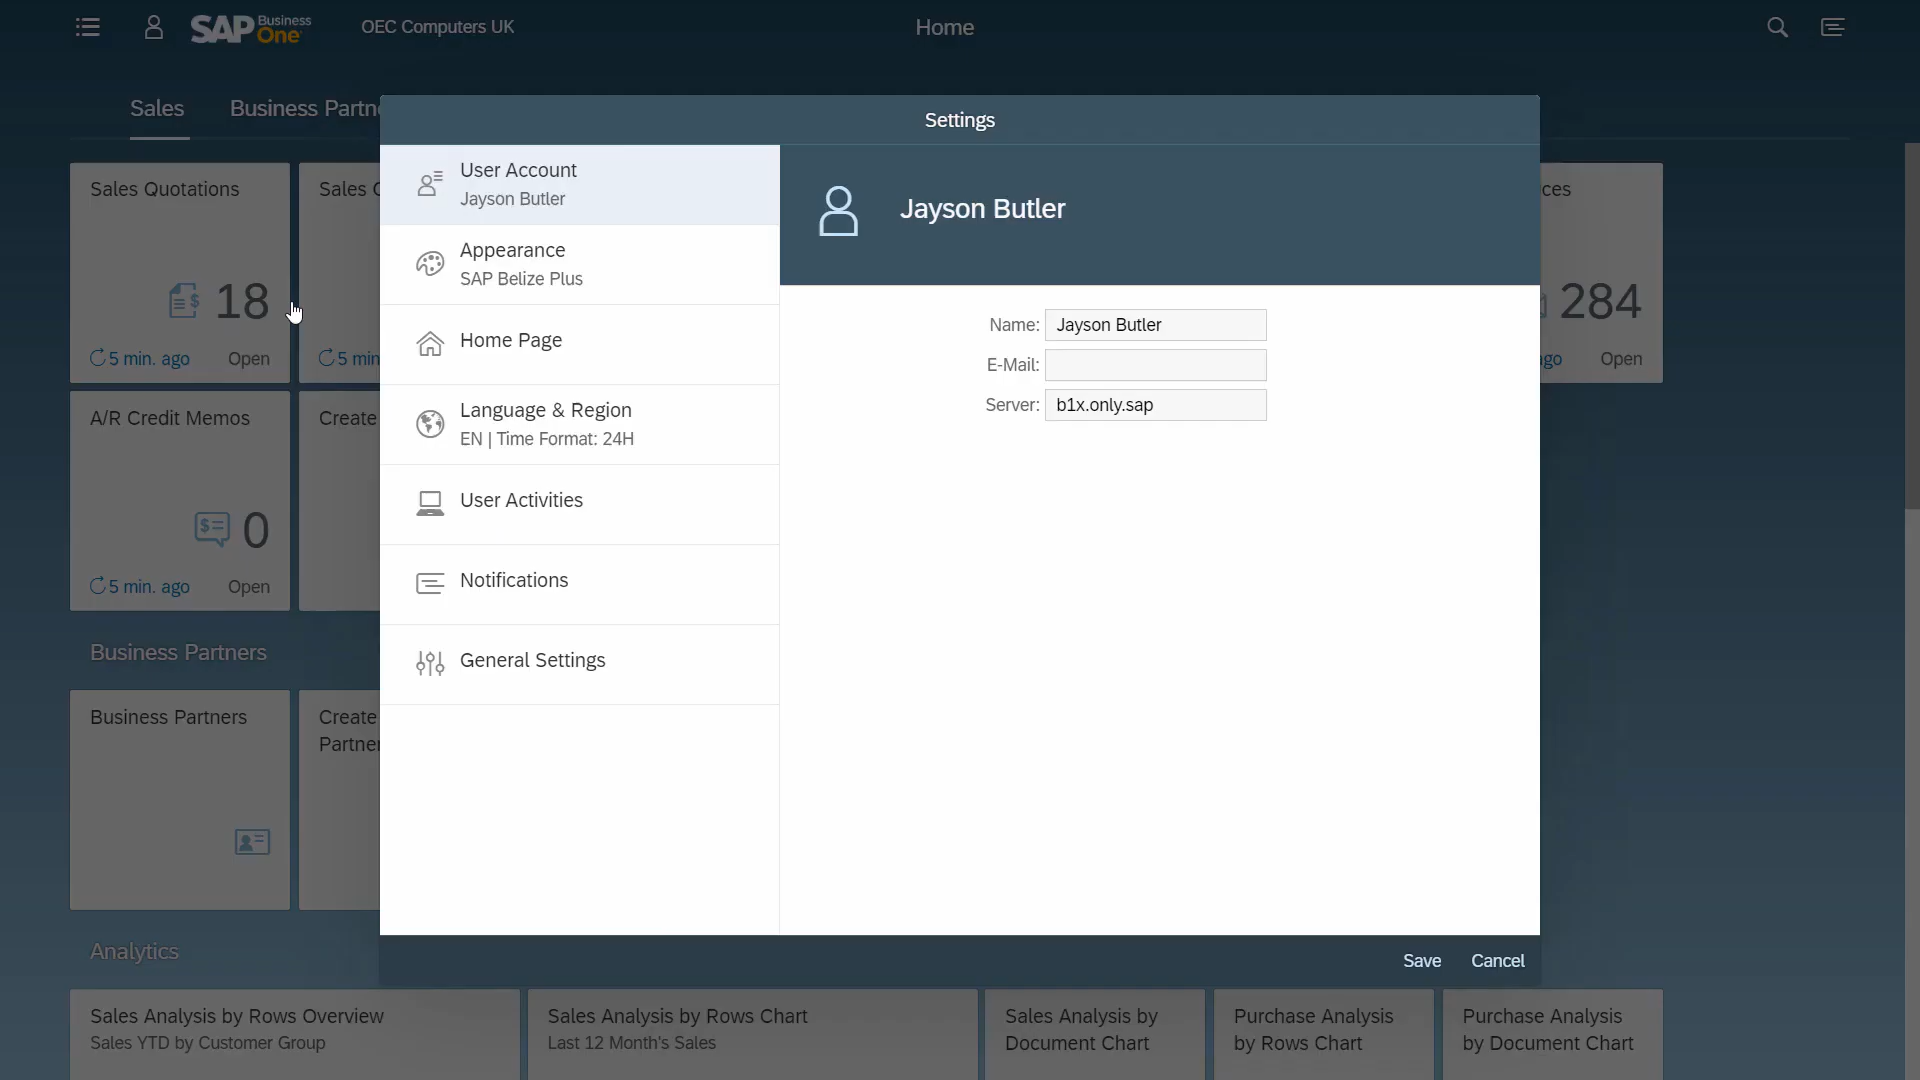 SAP Business One
OEC Computers UK
Home
Sales
Business Partne
Settings
User Account
Jayson Butler
Appearance
SAP Belize Plus
Home Page
Language & Region
EN | Time Format: 24H
User Activities
Notifications
General Settings
Jayson Butler
Name: Jayson Butler
E-Mail:
Server: b1x.only.sap
Save Cancel
Sales Quotations
18
5 min. ago Open
Sales
5 min
ces
284
ago Open
A/R Credit Memos
0
5 min. ago Open
Create
Business Partners
Business Partners
Create
Partner
Analytics
Sales Analysis by Rows Overview
Sales YTD by Customer Group
Sales Analysis by Rows Chart
Last 12 Month's Sales
Sales Analysis by
Document Chart
Purchase Analysis
by Rows Chart
Purchase Analysis
by Document Chart